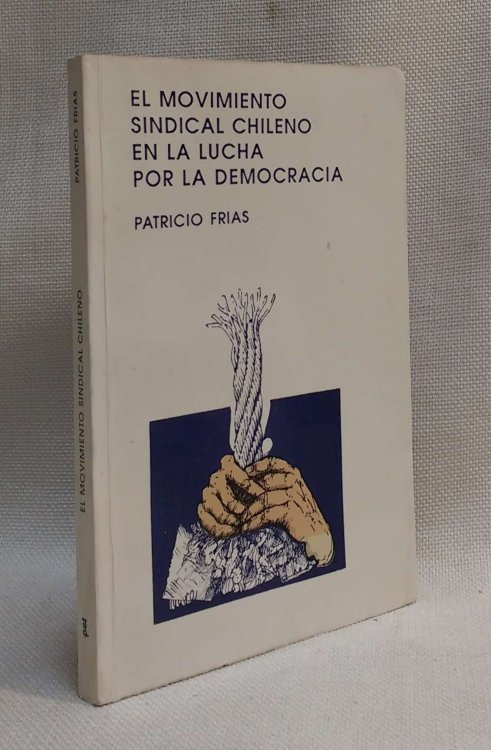 EL MOVIMIENTO
SINDICAL CHILENO
EN LA LUCHA
POR LA DEMOCRACIA
PATRICIO FRIAS
PATRICIO FRIAS
EL MOVIMIENTO SINDICAL CHILENO
pet